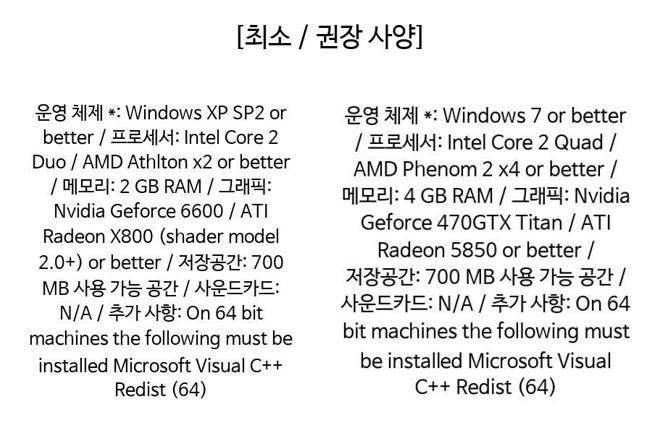 [최소 / 권장 사양]
운영 체제 *: Windows XP SP2 or
better / 프로세서: Intel Core 2
Duo / AMD Athlton x2 or better
/ 메모리: 2 GB RAM / 그래픽:
Nvidia Geforce 6600 / ATI
Radeon X800 (shader model
2.0+) or better / 저장공간: 700
MB 사용 가능 공간 / 사운드카드:
N/A / 추가 사항: On 64 bit
machines the following must be
installed Microsoft Visual C++
Redist (64)
운영 체제 *: Windows 7 or better
/ 프로세서: Intel Core 2 Quad /
AMD Phenom 2 x4 or better /
메모리: 4 GB RAM / 그래픽: Nvidia
Geforce 470GTX Titan / ATI
Radeon 5850 or better /
저장공간: 700 MB 사용 가능 공간 /
사운드카드: N/A / 추가 사항: On 64
bit machines the following must
be installed Microsoft Visual
C++ Redist (64)